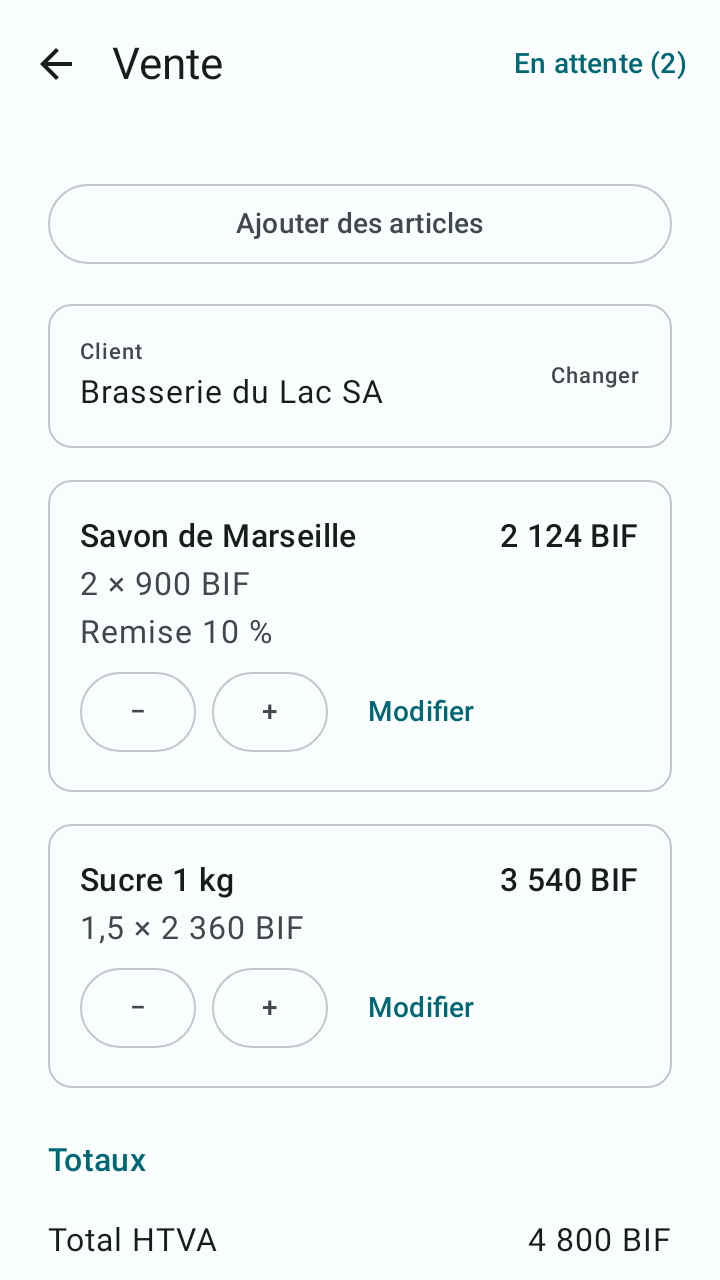 Vente
En attente (2)
Ajouter des articles
Client
Brasserie du Lac SA
Changer
Savon de Marseille 2 124 BIF
2 × 900 BIF
Remise 10 %
− + Modifier
Sucre 1 kg 3 540 BIF
1,5 × 2 360 BIF
− + Modifier
Totaux
Total HTVA 4 800 BIF